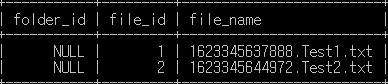 | folder_id | file_id | file_name |
| NULL | 1 | 1623345637888.Test1.txt
| NULL | 2 | 1623345644972.Test2.txt